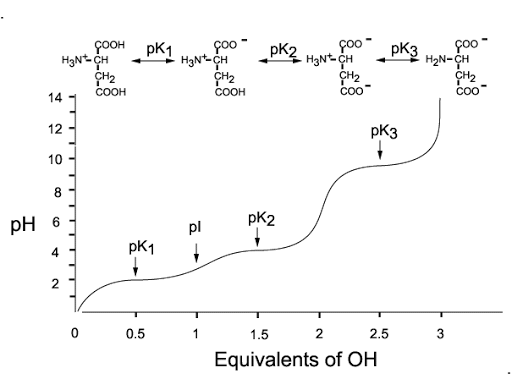 COOH pK1 COO⁻ pK2 COO⁻ pK3 COO⁻
H3N⁺-CH H3N⁺-CH H3N⁺-CH H2N-CH
CH2 CH2 CH2 CH2
COOH COOH COO⁻ COO⁻
14
12
10
8
6
4
2
pH
pK1
pI
pK2
pK3
0 0.5 1 1.5 2 2.5 3
Equivalents of OH